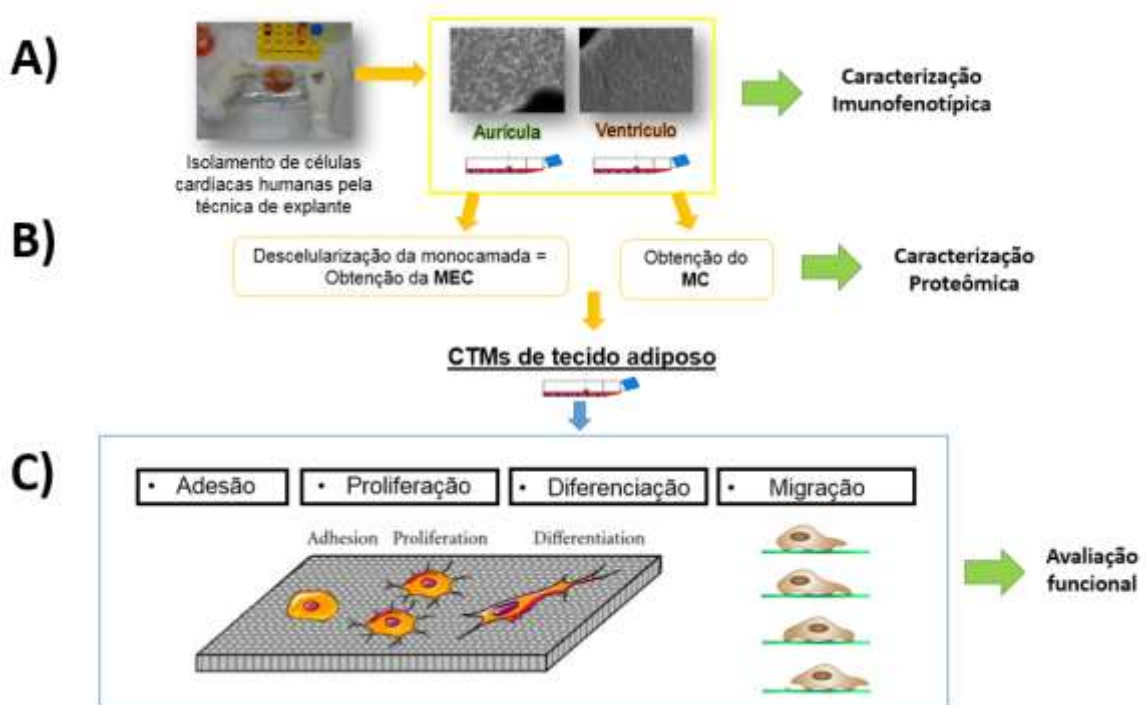 A)
Isolamento de células
cardíacas humanas pela
técnica de explante
Aurícula
Ventrículo
Caracterização
Imunofenotípica
B)
Descelularização da monocamada =
Obtenção da MEC
Obtenção do
MC
Caracterização
Proteômica
CTMs de tecido adiposo
C)
• Adesão
• Proliferação
• Diferenciação
• Migração
Adhesion Proliferation Differentiation
Avaliação
funcional